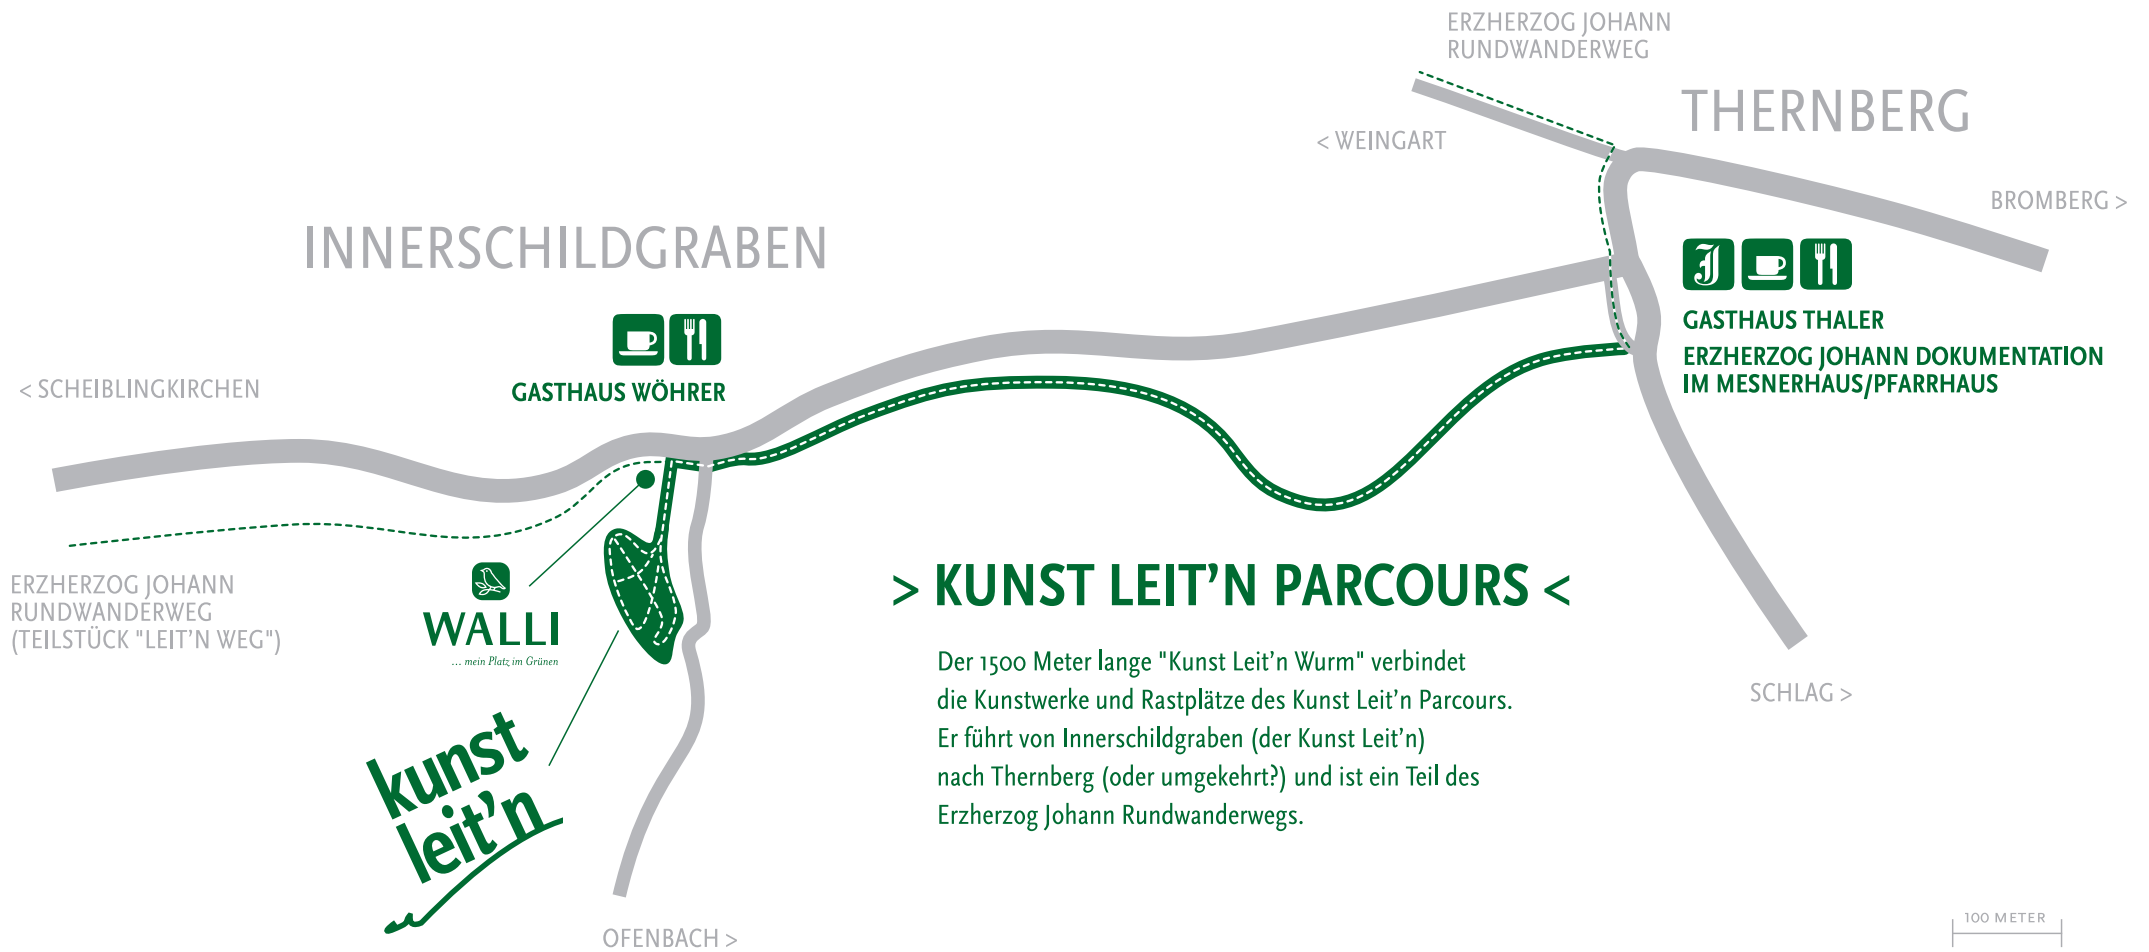 ERZHERZOG JOHANN
RUNDWANDERWEG
THERNBERG
< WEINGART
BROMBERG >
INNERSCHILDGRABEN
J
GASTHAUS THALER
ERZHERZOG JOHANN DOKUMENTATION
IM MESNERHAUS/PFARRHAUS
GASTHAUS WÖHRER
< SCHEIBLINGKIRCHEN
ERZHERZOG JOHANN
RUNDWANDERWEG
(TEILSTÜCK "LEIT'N WEG")
WALLI
... mein Platz im Grünen
> KUNST LEIT'N PARCOURS <
Der 1500 Meter lange "Kunst Leit'n Wurm" verbindet
die Kunstwerke und Rastplätze des Kunst Leit'n Parcours.
Er führt von Innerschildgraben (der Kunst Leit'n)
nach Thernberg (oder umgekehrt?) und ist ein Teil des
Erzherzog Johann Rundwanderwegs.
SCHLAG >
kunst
leit'n
OFENBACH >
100 METER